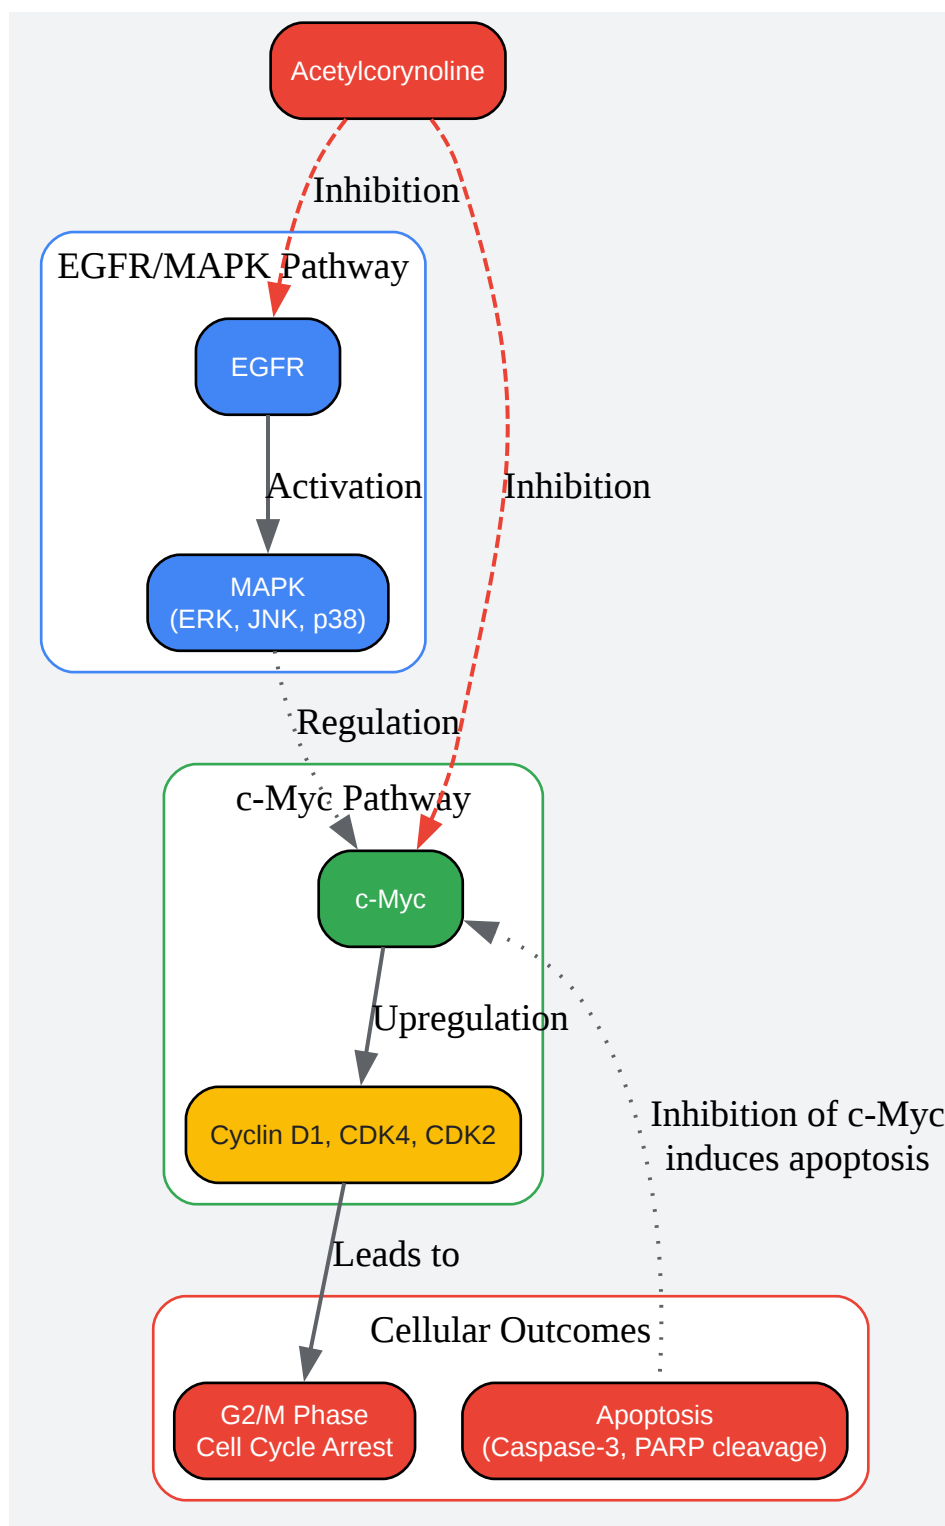 Acetylcorynoline
Inhibition
EGFR/MAPK Pathway
EGFR
Activation
Inhibition
MAPK
(ERK, JNK, p38)
Regulation
c-Myc Pathway
c-Myc
Upregulation
Cyclin D1, CDK4, CDK2
Inhibition of c-Myc
induces apoptosis
Leads to
Cellular Outcomes
G2/M Phase
Cell Cycle Arrest
Apoptosis
(Caspase-3, PARP cleavage)